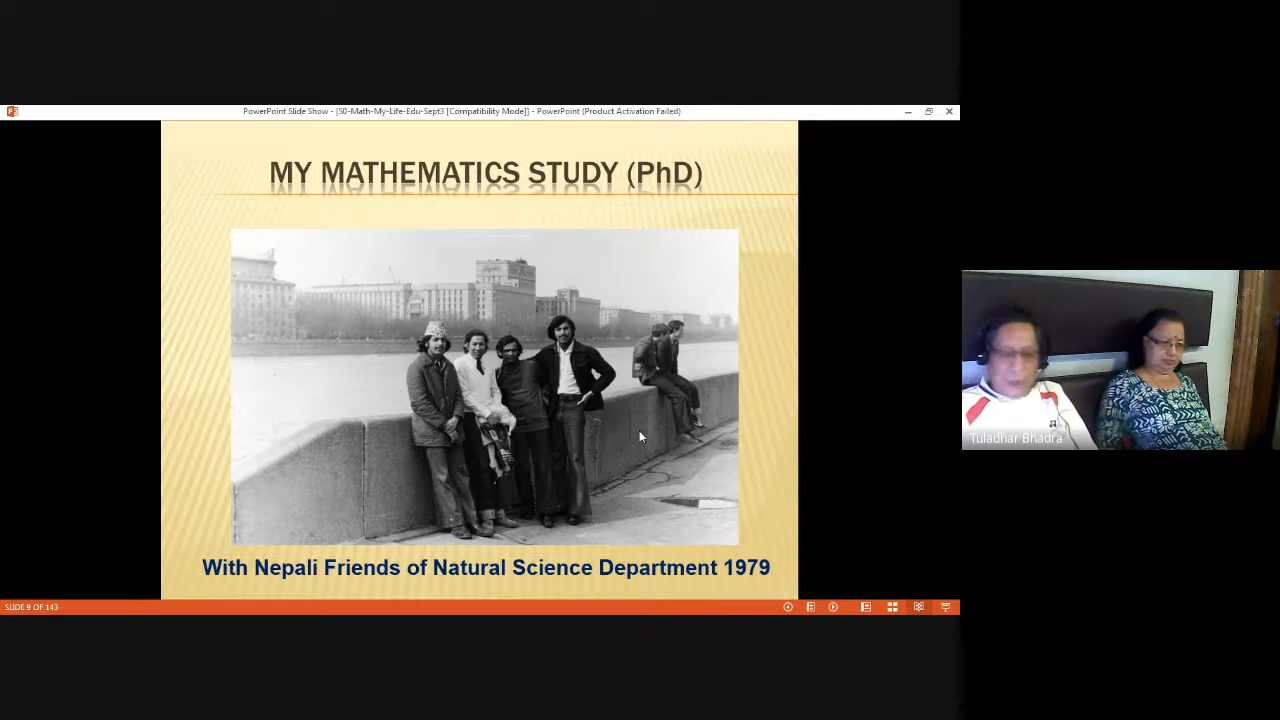 PowerPoint Slide Show - [S0-Math-My-Life-Edu-Sept3 [Compatibility Mode]] - PowerPoint (Product Activation Failed)
MY MATHEMATICS STUDY (PhD)
With Nepali Friends of Natural Science Department 1979
Tuladhar Bhadra
SLIDE 9 OF 143